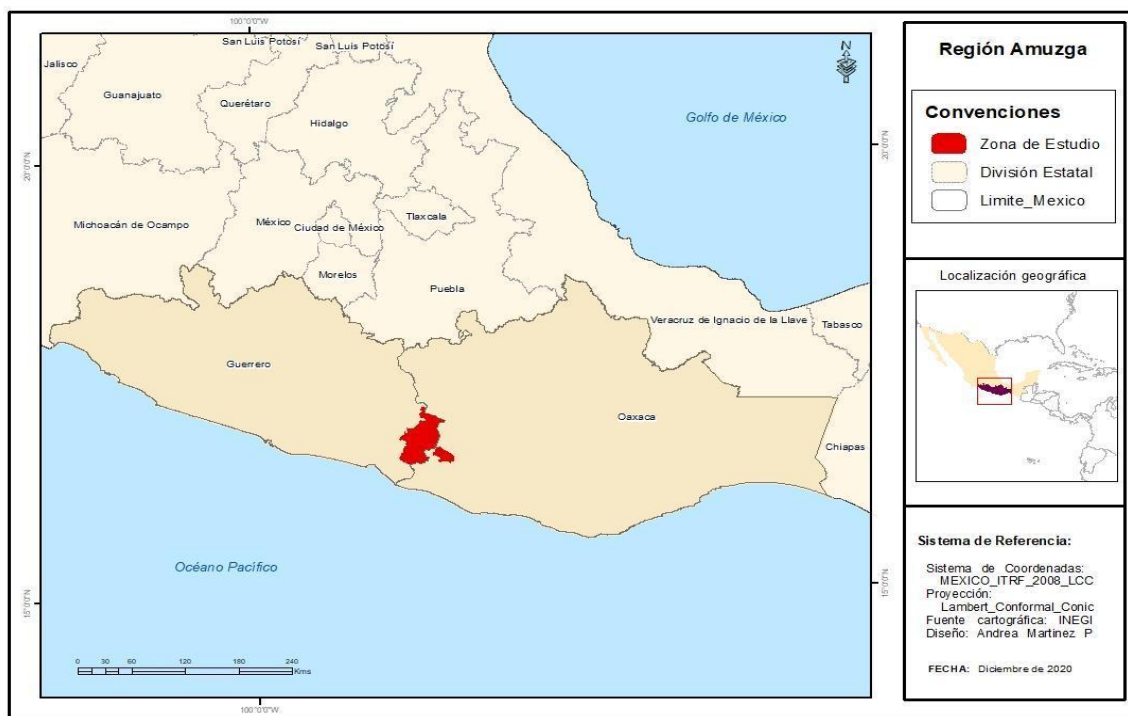 100°0'0"W
San Luis Potosí
San Luis Potosí
Jalisco
Guanajuato
Querétaro
Hidalgo
Golfo de México
20°0'0"N
20°0'0"N
Michoacán de Ocampo
México
Ciudad de México
Tlaxcala
Morelos
Puebla
Veracruz de Ignacio de la Llave
Tabasco
Guerrero
Oaxaca
Chiapas
Océano Pacífico
15°0'0"N
15°0'0"N
0 30 60 120 180 240
Kms
100°0'0"W
N
Región Amuzga
Convenciones
Zona de Estudio
División Estatal
Limite_Mexico
Localización geográfica
Sistema de Referencia:
Sistema de Coordenadas:
MEXICO_ITRF_2008_LCC
Proyección:
Lambert_Conformal_Conic
Fuente cartográfica: INEGI
Diseño: Andrea Martinez P
FECHA: Diciembre de 2020